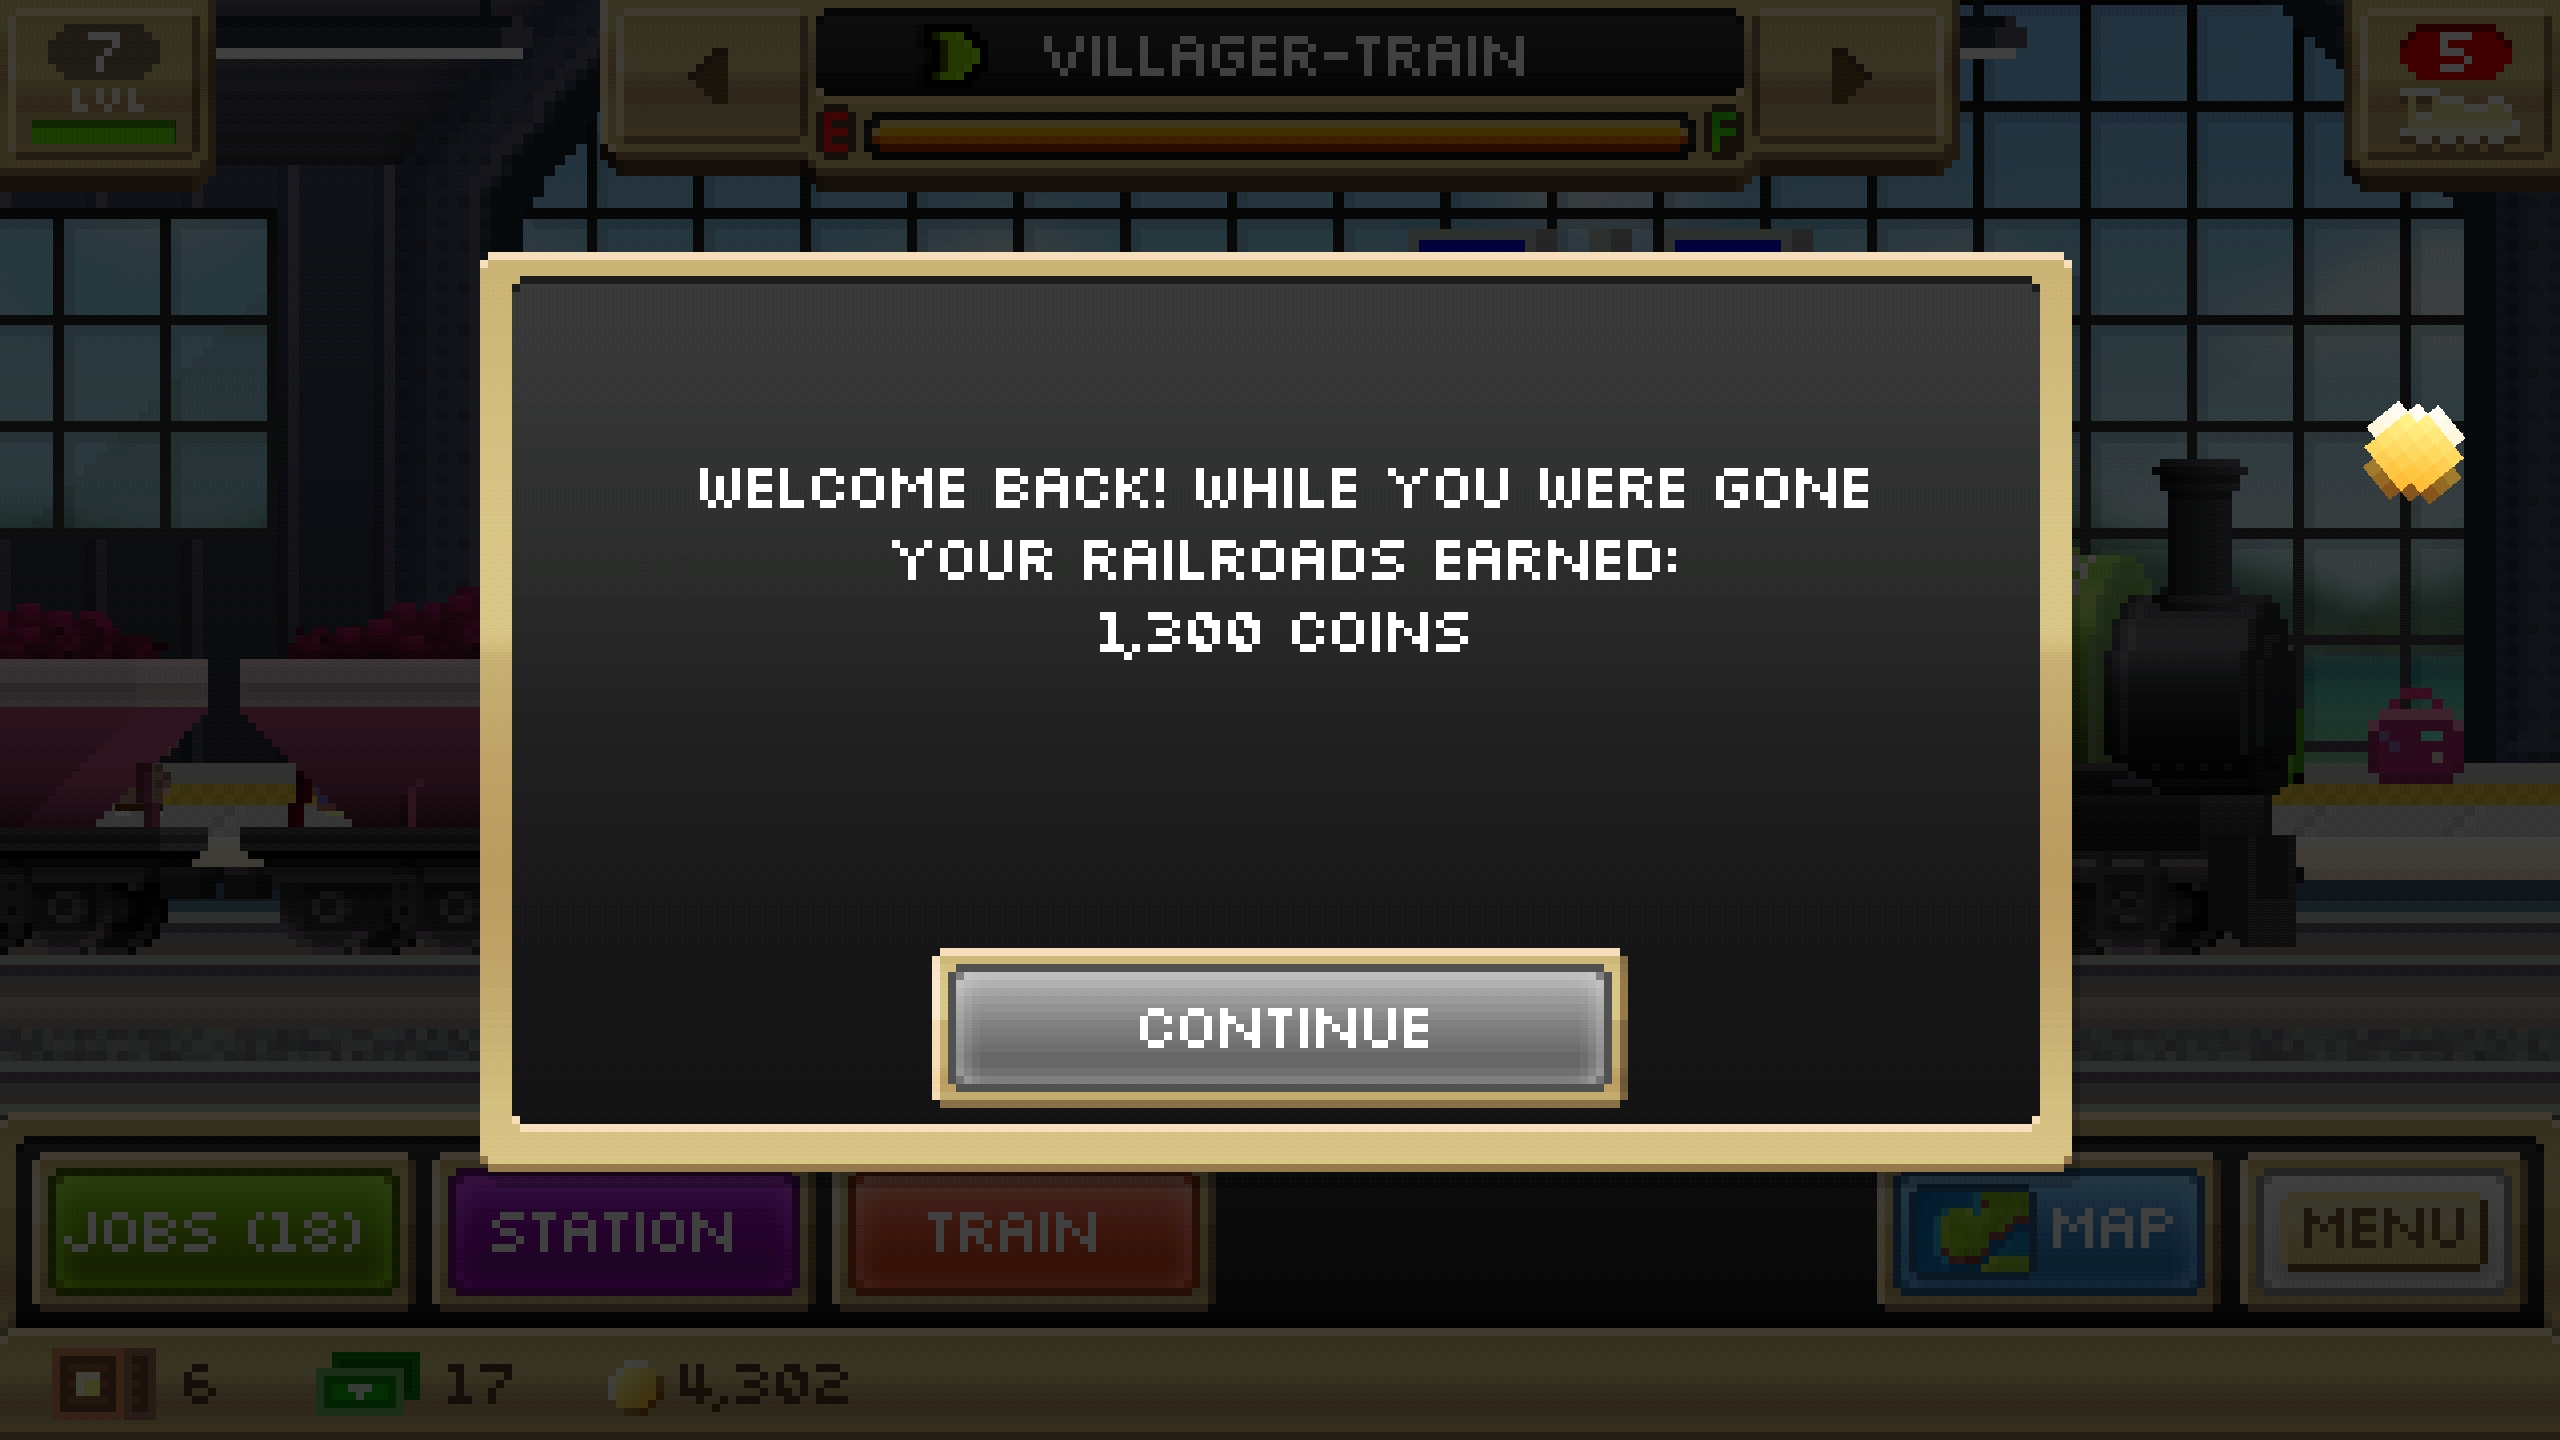 7
LVL
VILLAGER-TRAIN
E F
5
WELCOME BACK! WHILE YOU WERE GONE
YOUR RAILROADS EARNED:
1,300 COINS
CONTINUE
JOBS (18) STATION TRAIN MAP MENU
6 17 4,302